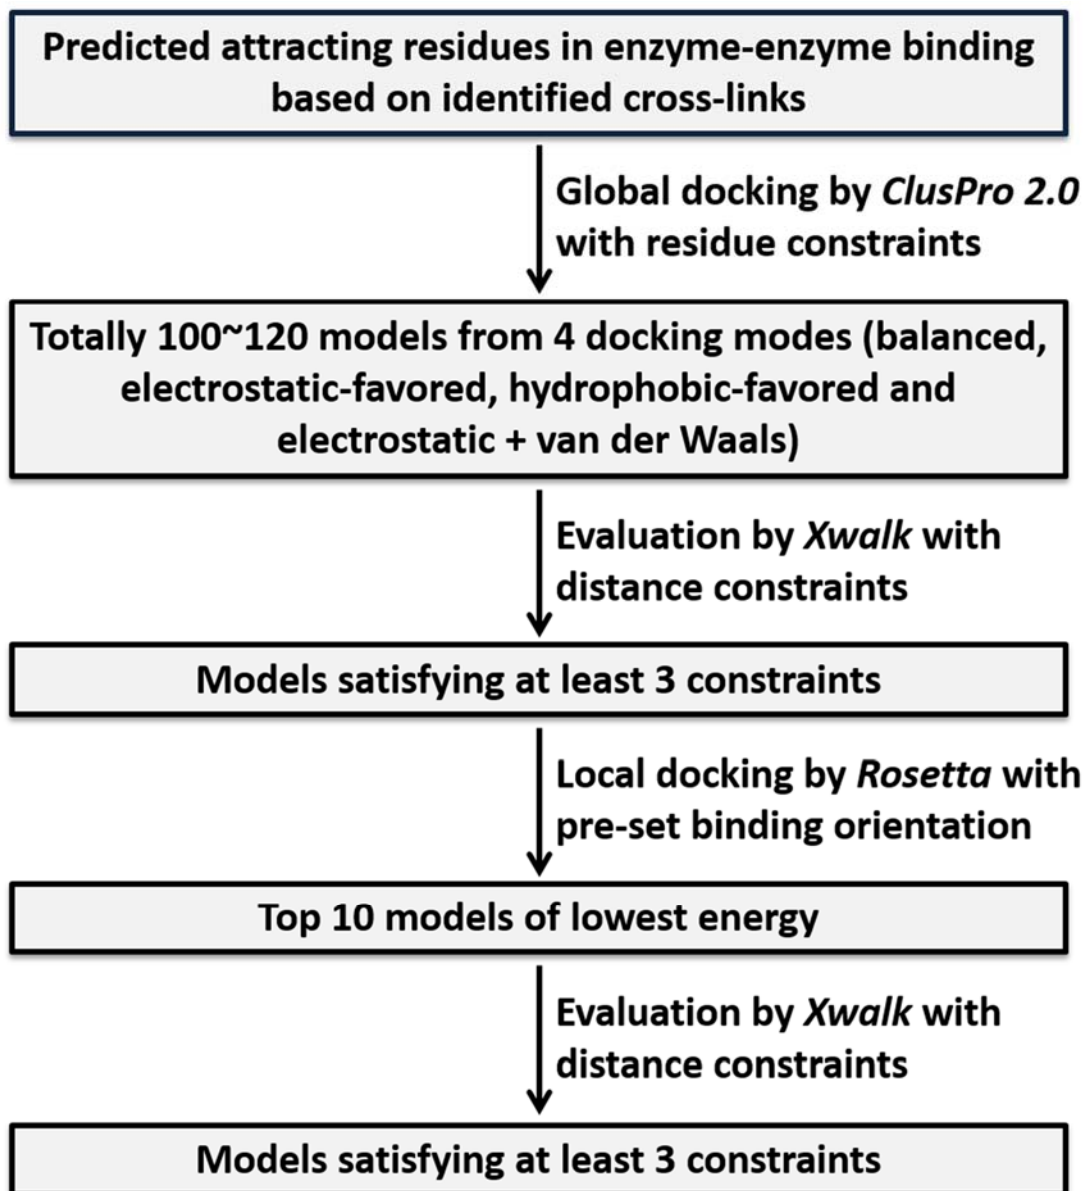 Predicted attracting residues in enzyme-enzyme binding
based on identified cross-links
Global docking by ClusPro 2.0
with residue constraints
Totally 100~120 models from 4 docking modes (balanced,
electrostatic-favored, hydrophobic-favored and
electrostatic + van der Waals)
Evaluation by Xwalk with
distance constraints
Models satisfying at least 3 constraints
Local docking by Rosetta with
pre-set binding orientation
Top 10 models of lowest energy
Evaluation by Xwalk with
distance constraints
Models satisfying at least 3 constraints